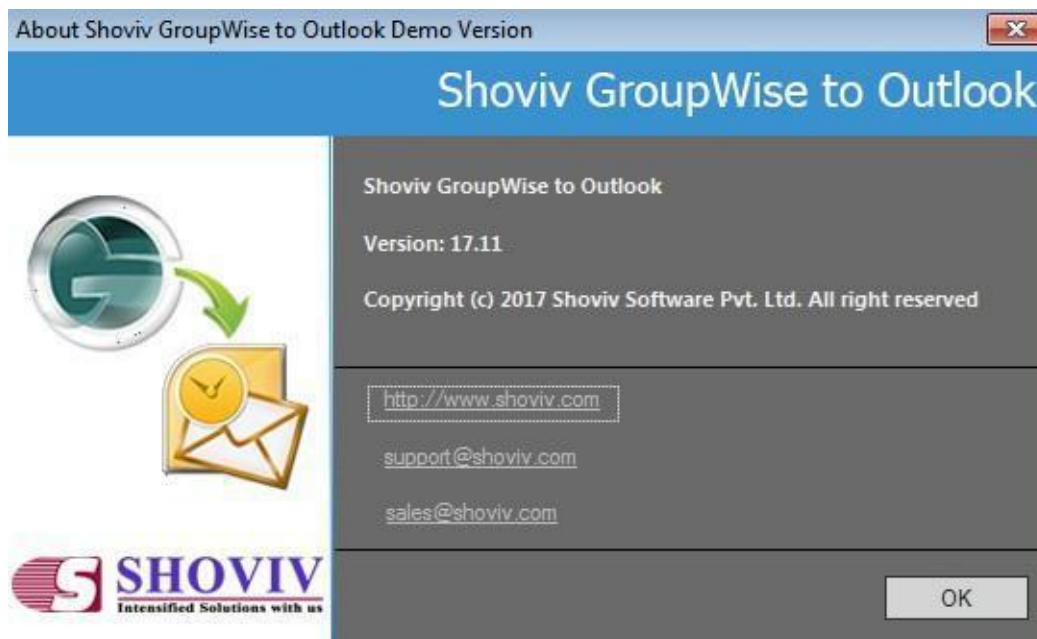 About Shoviv GroupWise to Outlook Demo Version
Shoviv GroupWise to Outlook
Shoviv GroupWise to Outlook
Version: 17.11
Copyright (c) 2017 Shoviv Software Pvt. Ltd. All right reserved
http://www.shoviv.com
support@shoviv.com
sales@shoviv.com
SHOVIV
Intensified Solutions with us
OK